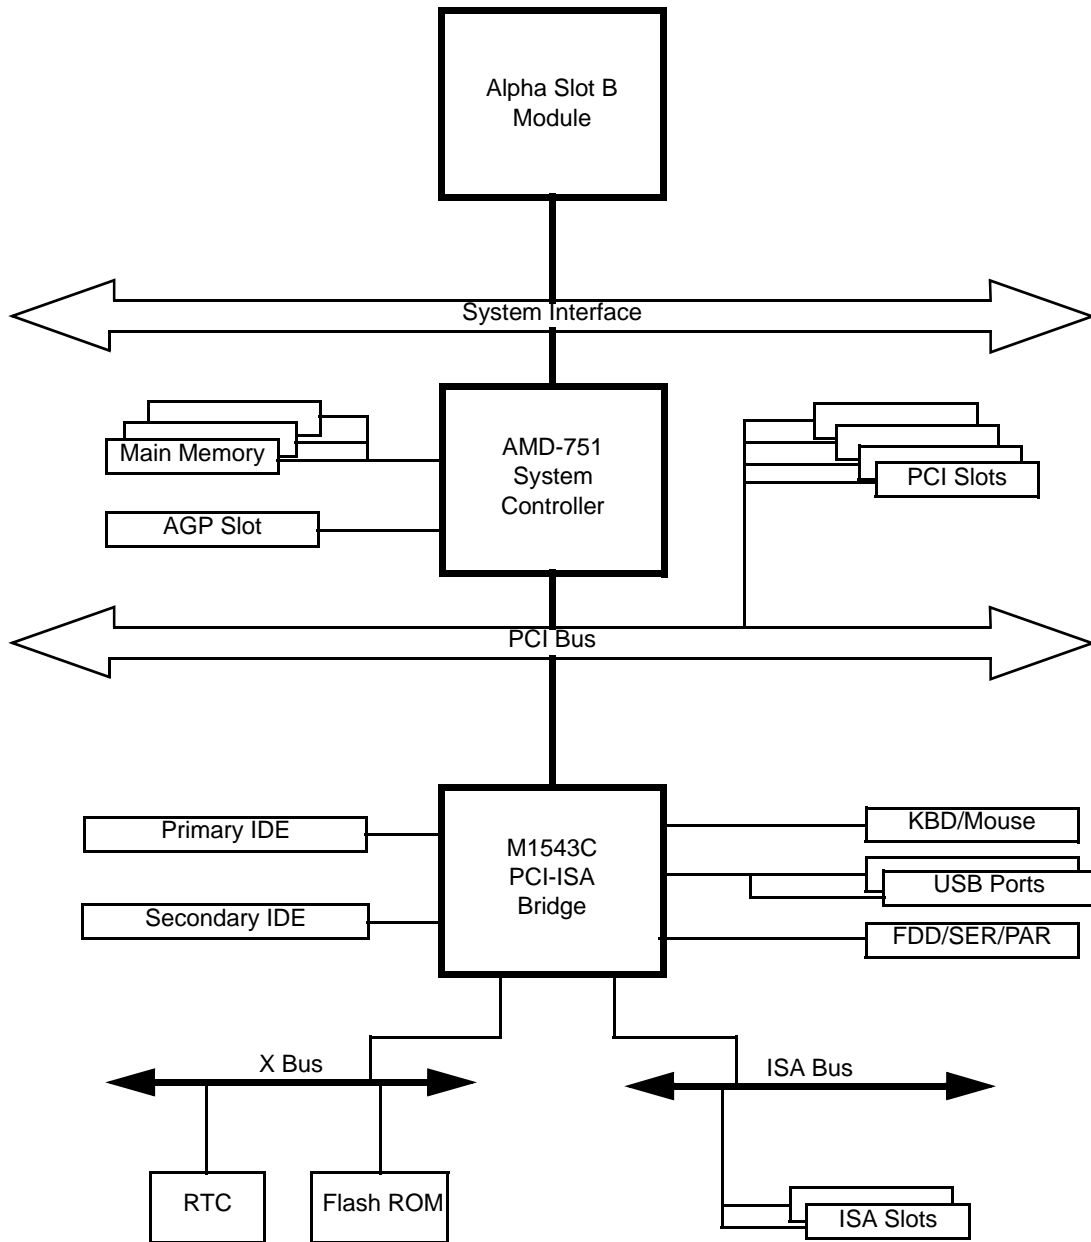 Alpha Slot B
Module
System Interface
Main Memory
AMD-751
System
Controller
PCI Slots
AGP Slot
PCI Bus
Primary IDE
M1543C
PCI-ISA
Bridge
KBD/Mouse
USB Ports
Secondary IDE
FDD/SER/PAR
X Bus
ISA Bus
RTC
Flash ROM
ISA Slots